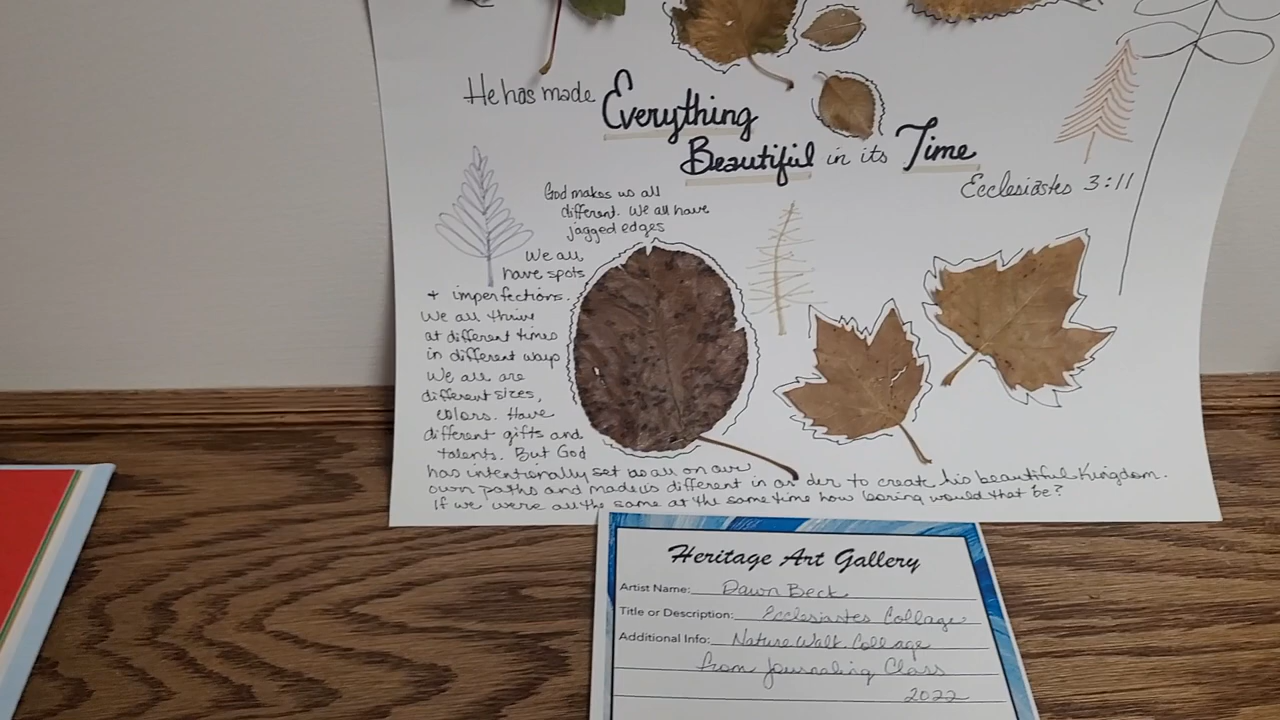 He has made Everything
Beautiful in its Time
Ecclesiastes 3:11
God makes us all
different. We all have
jagged edges
We all
have spots
+ imperfections.
We all thrive
at different times
in different ways
We all are
different sizes,
colors. Have
different gifts and
talents. But God
has intentionally set us all on our
own paths and made us different in order to create his beautiful Kingdom.
If we were all the same at the same time how boring would that be?
Heritage Art Gallery
Artist Name: Dawn Beck
Title or Description: Ecclesiastes Collage
Additional Info: Nature Walk Collage
from Journaling Class
2022